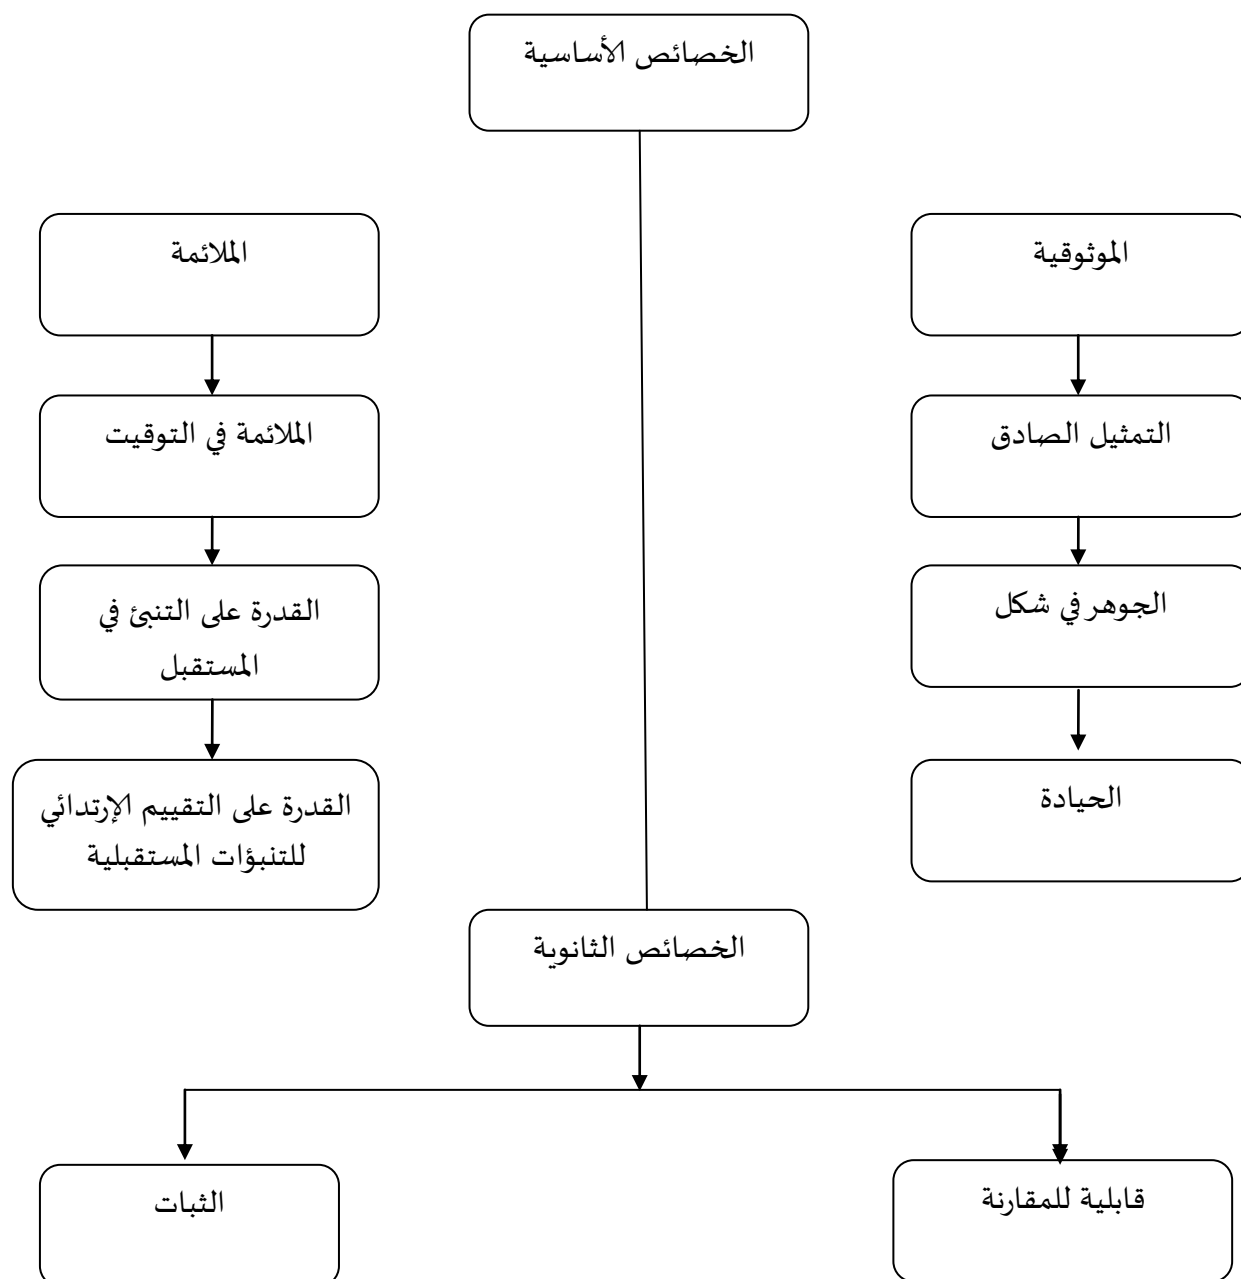 الخصائص الأساسية
الموثوقية
الملائمة
التمثيل الصادق
الملائمة في التوقيت
الجوهر في شكل
القدرة على التنبئ في
المستقبل
الحيادة
القدرة على التقييم الإرتدائي
للتنبؤات المستقبلية
الخصائص الثانوية
قابلية للمقارنة
الثبات